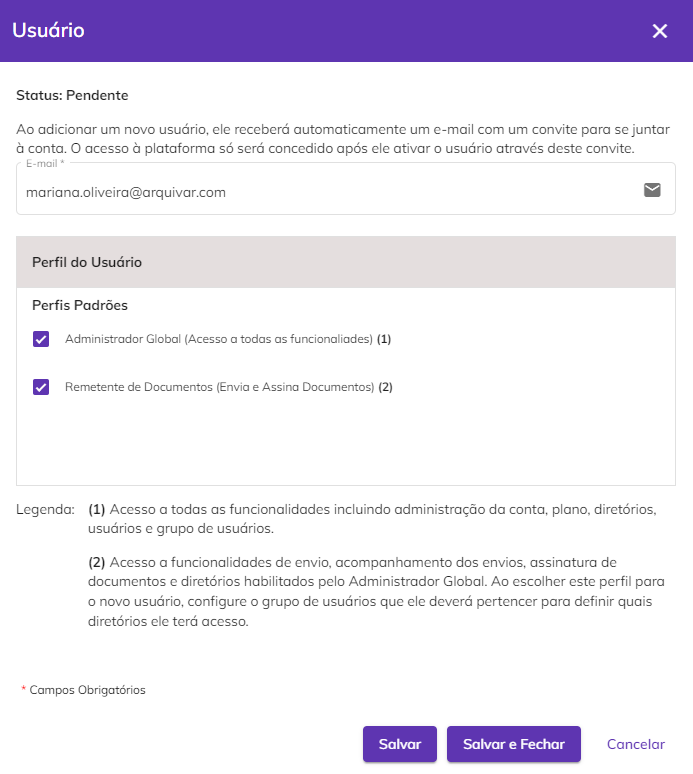 Usuário
Status: Pendente
Ao adicionar um novo usuário, ele receberá automaticamente um e-mail com um convite para se juntar
à conta. O acesso à plataforma só será concedido após ele ativar o usuário através deste convite.
E-mail *
mariana.oliveira@arquivar.com
Perfil do Usuário
Perfis Padrões
Administrador Global (Acesso a todas as funcionaliades) (1)
Remetente de Documentos (Envia e Assina Documentos) (2)
Legenda: (1) Acesso a todas as funcionalidades incluindo administração da conta, plano, diretórios,
usuários e grupo de usuários.
(2) Acesso a funcionalidades de envio, acompanhamento dos envios, assinatura de
documentos e diretórios habilitados pelo Administrador Global. Ao escolher este perfil para
o novo usuário, configure o grupo de usuários que ele deverá pertencer para definir quais
diretórios ele terá acesso.
* Campos Obrigatórios
Salvar Salvar e Fechar Cancelar